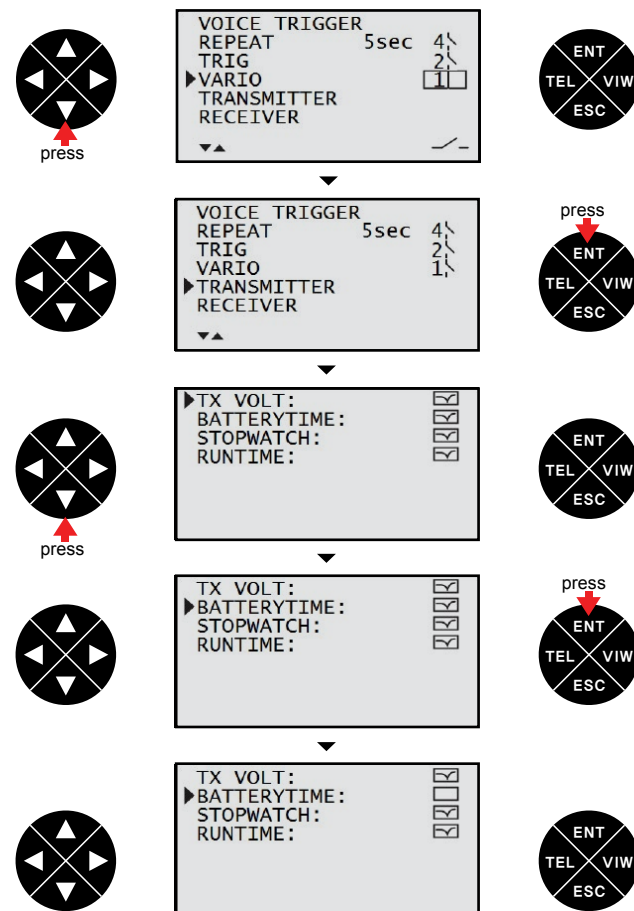 VOICE TRIGGER
REPEAT 5sec 4
TRIG 2
VARIO 1
TRANSMITTER
RECEIVER
press
ENT
TEL VIW
ESC
VOICE TRIGGER
REPEAT 5sec 4
TRIG 2
VARIO 1
TRANSMITTER
RECEIVER
press
ENT
TEL VIW
ESC
TX VOLT:
BATTERYTIME:
STOPWATCH:
RUNTIME:
press
ENT
TEL VIW
ESC
TX VOLT:
BATTERYTIME:
STOPWATCH:
RUNTIME:
press
ENT
TEL VIW
ESC
TX VOLT:
BATTERYTIME:
STOPWATCH:
RUNTIME:
ENT
TEL VIW
ESC